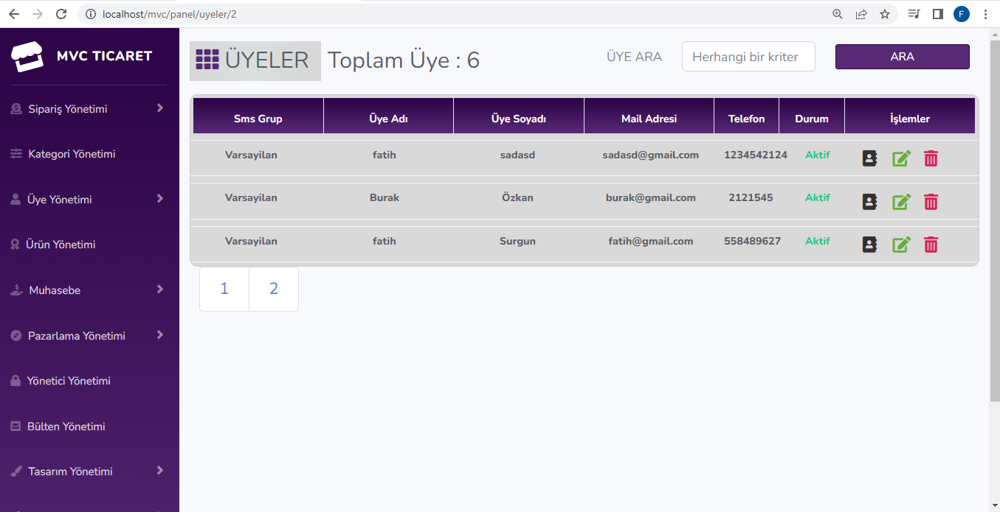 localhost/mvc/panel/uyeler/2
F
MVC TICARET
Sipariş Yönetimi
Kategori Yönetimi
Üye Yönetimi
Ürün Yönetimi
Muhasebe
Pazarlama Yönetimi
Yönetici Yönetimi
Bülten Yönetimi
Tasarım Yönetimi
ÜYELER Toplam Üye : 6
ÜYE ARA Herhangi bir kriter ARA
Sms Grup Üye Adı Üye Soyadı Mail Adresi Telefon Durum İşlemler
Varsayilan fatih sadasd sadasd@gmail.com 1234542124 Aktif
Varsayilan Burak Özkan burak@gmail.com 2121545 Aktif
Varsayilan fatih Surgun fatih@gmail.com 558489627 Aktif
1 2